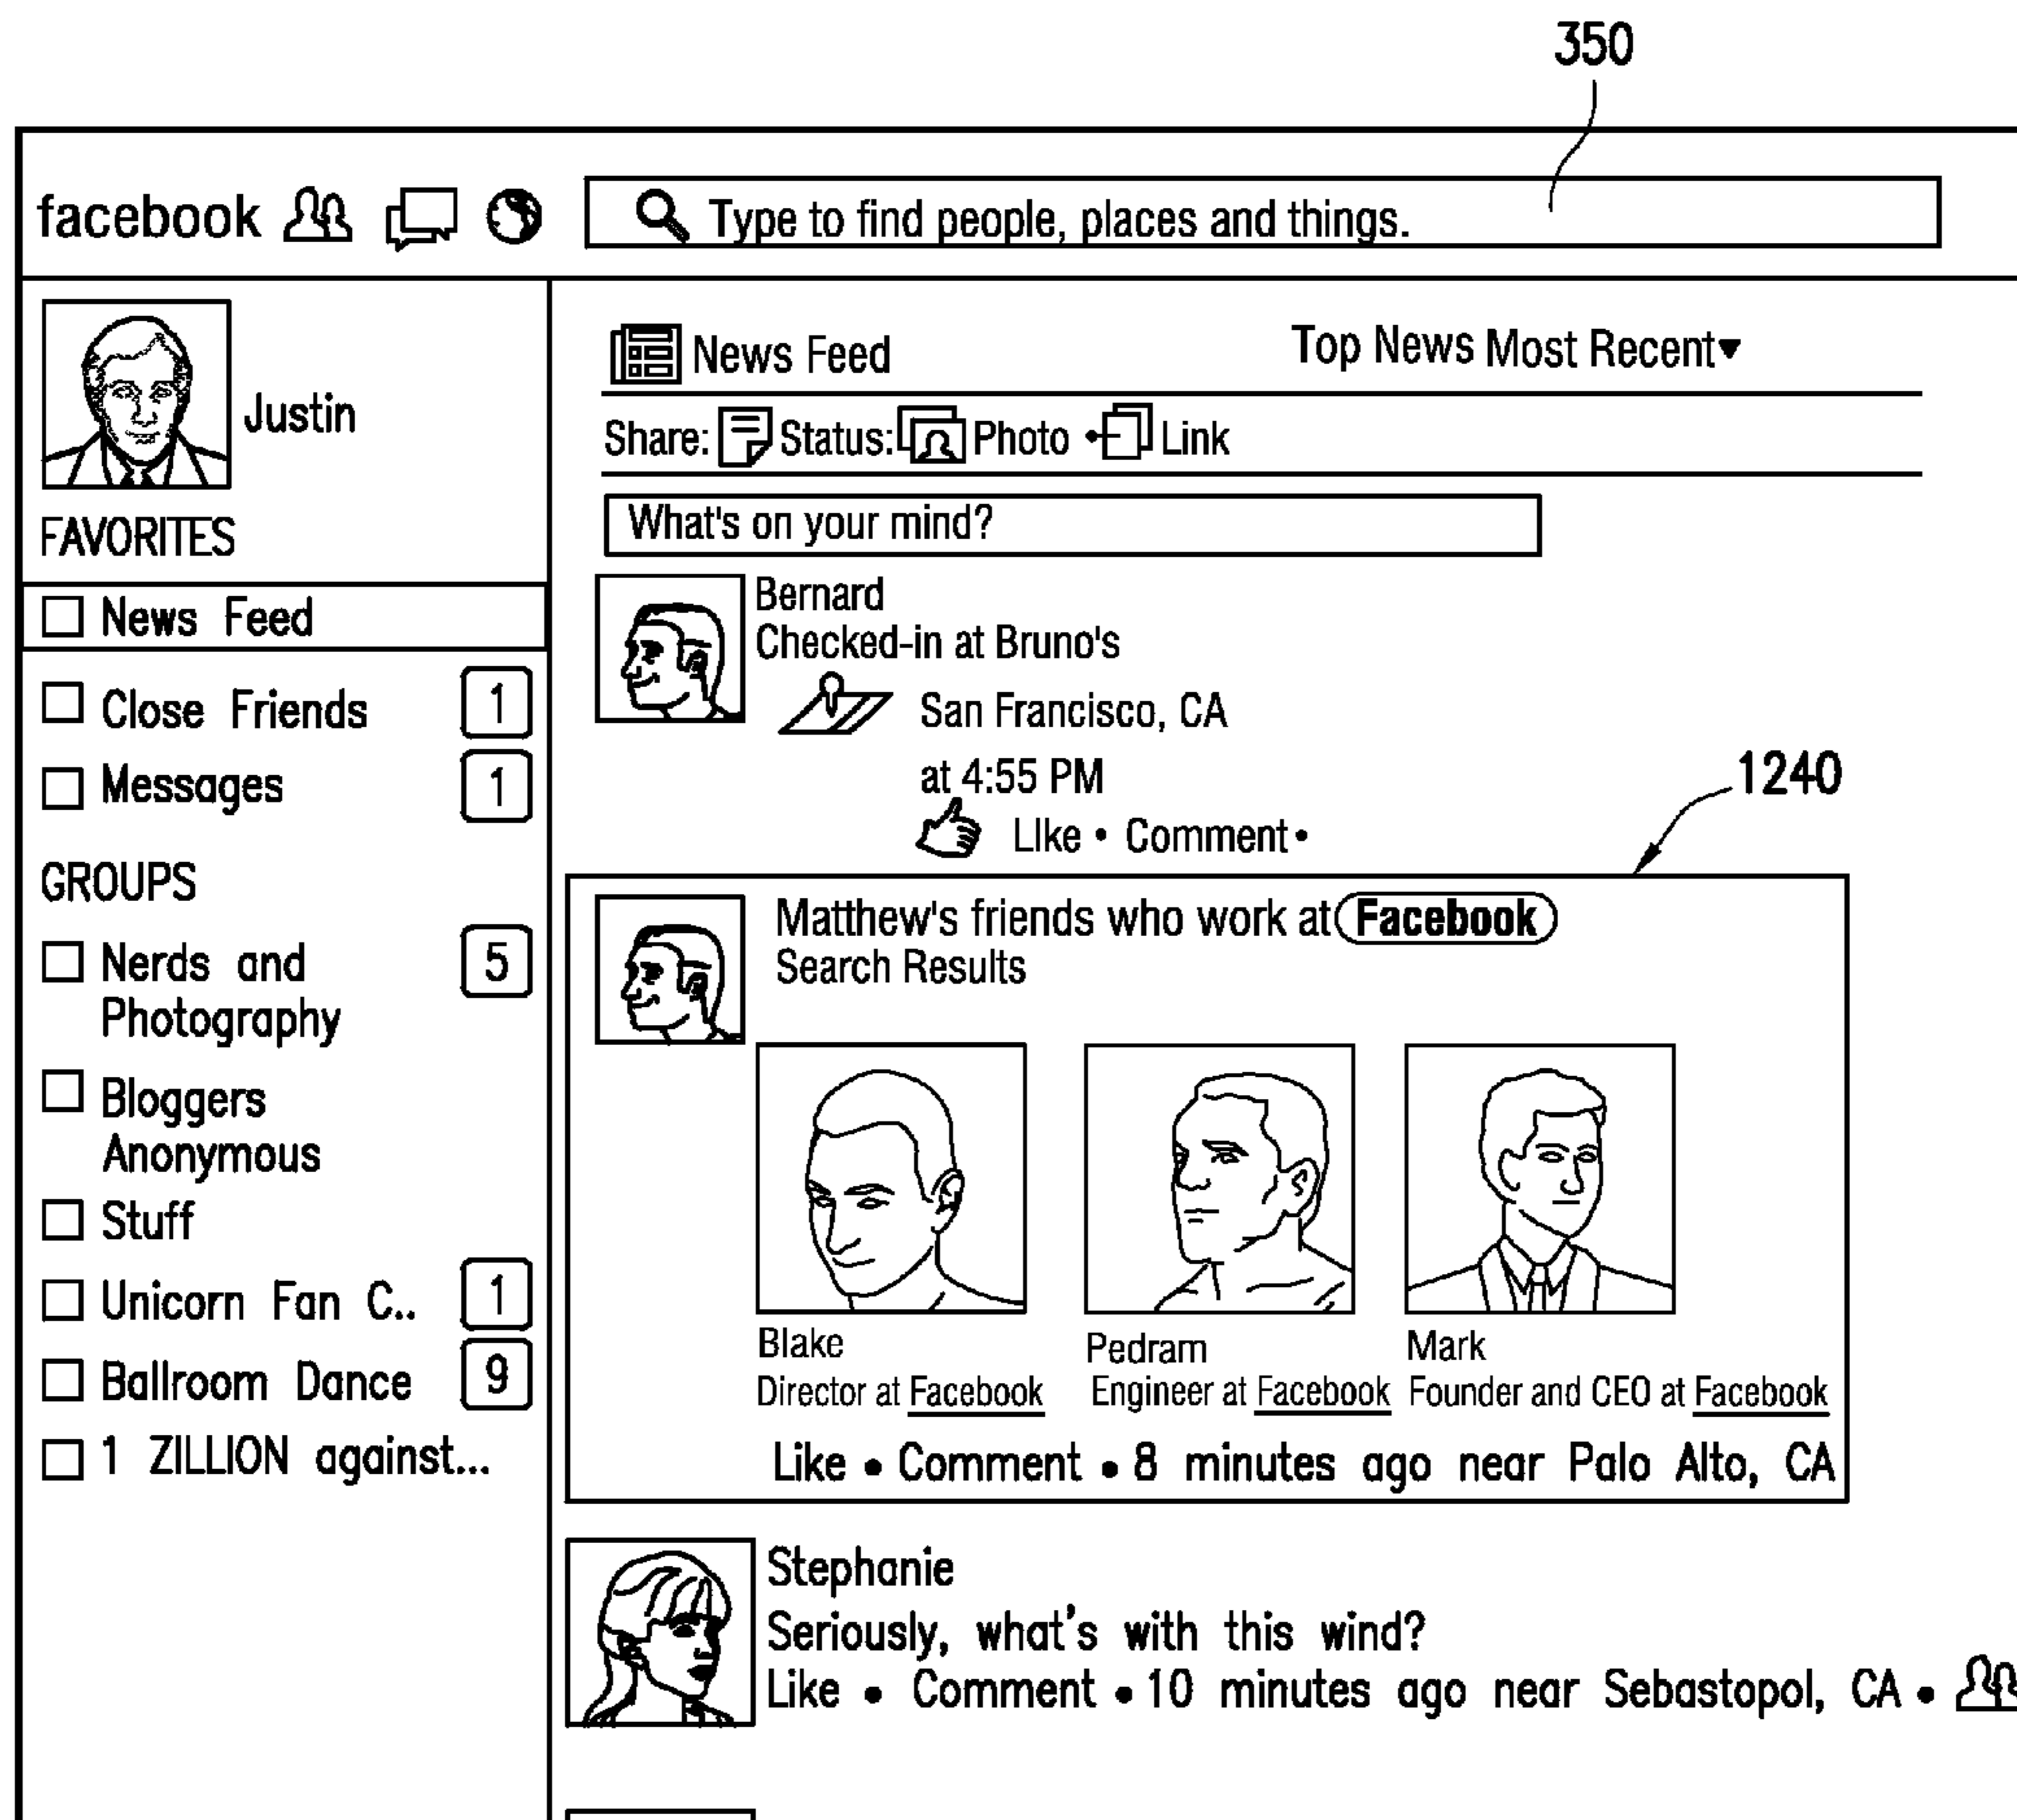 350
facebook
Type to find people, places and things.
Justin
FAVORITES
News Feed
Close Friends 1
Messages 1
GROUPS
Nerds and 5
Photography
Bloggers
Anonymous
Stuff
Unicorn Fan C.. 1
Ballroom Dance 9
1 ZILLION against...
News Feed Top News Most Recent▾
Share: Status: Photo Link
What's on your mind?
Bernard
Checked-in at Bruno's
San Francisco, CA
at 4:55 PM
LIke • Comment •
1240
Matthew's friends who work at Facebook
Search Results
Blake Pedram Mark
Director at Facebook Engineer at Facebook Founder and CEO at Facebook
Like • Comment • 8 minutes ago near Palo Alto, CA
Stephanie
Seriously, what's with this wind?
Like • Comment • 10 minutes ago near Sebastopol, CA •